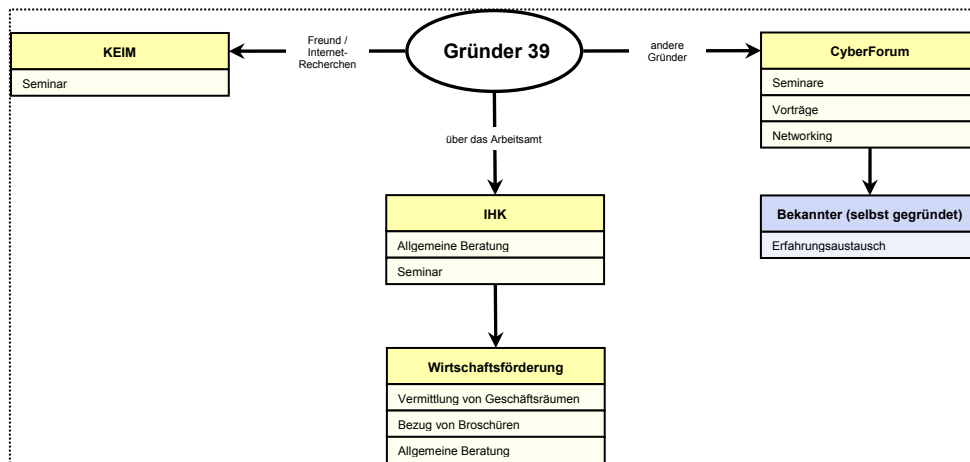 Gründer 39
Freund /
Internet-
Recherchen
andere
Gründer
über das Arbeitsamt
KEIM
Seminar
CyberForum
Seminare
Vorträge
Networking
Bekannter (selbst gegründet)
Erfahrungsaustausch
IHK
Allgemeine Beratung
Seminar
Wirtschaftsförderung
Vermittlung von Geschäftsräumen
Bezug von Broschüren
Allgemeine Beratung